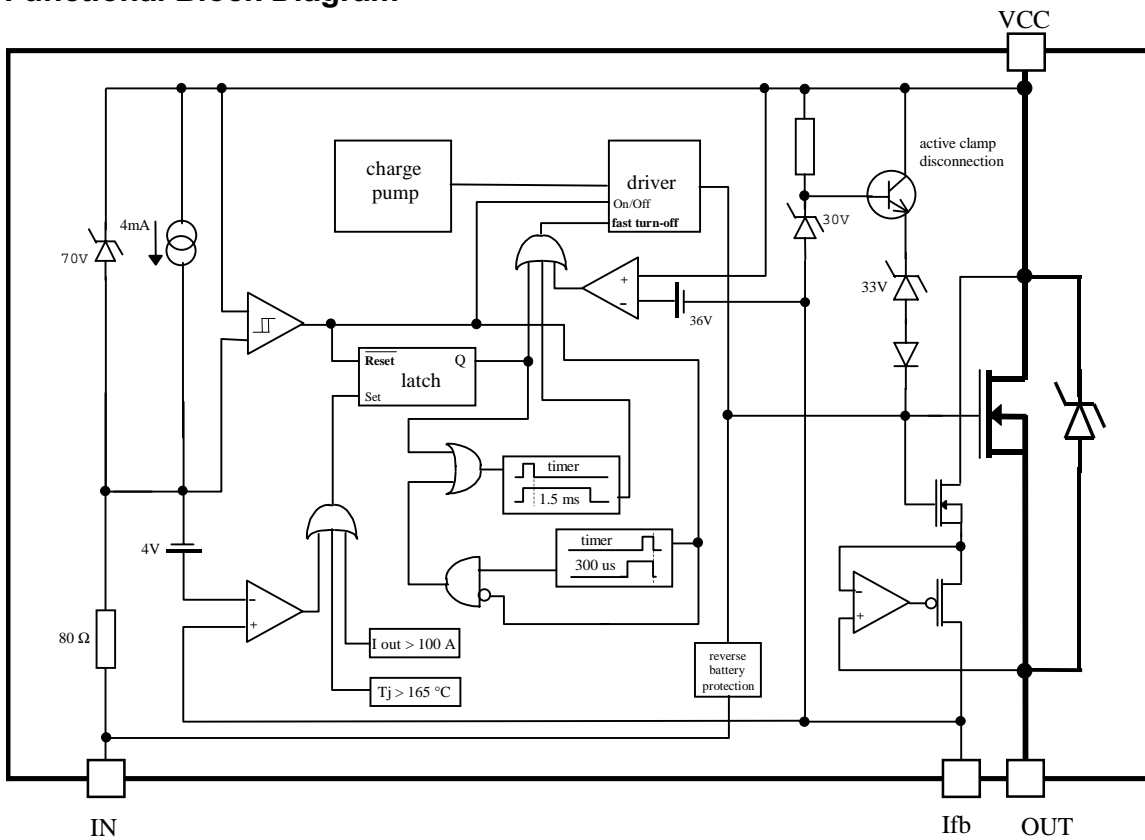 Functional Block Diagram
VCC
active clamp
disconnection
charge
pump
driver
On/Off
fast turn-off
4mA
70V
30V
33V
+
-
36V
Reset
Q
latch
Set
timer
1.5 ms
4V
timer
300 us
-
+
-
+
80 Ω
I out > 100 A
reverse
battery
protection
Tj > 165 °C
IN
Ifb
OUT